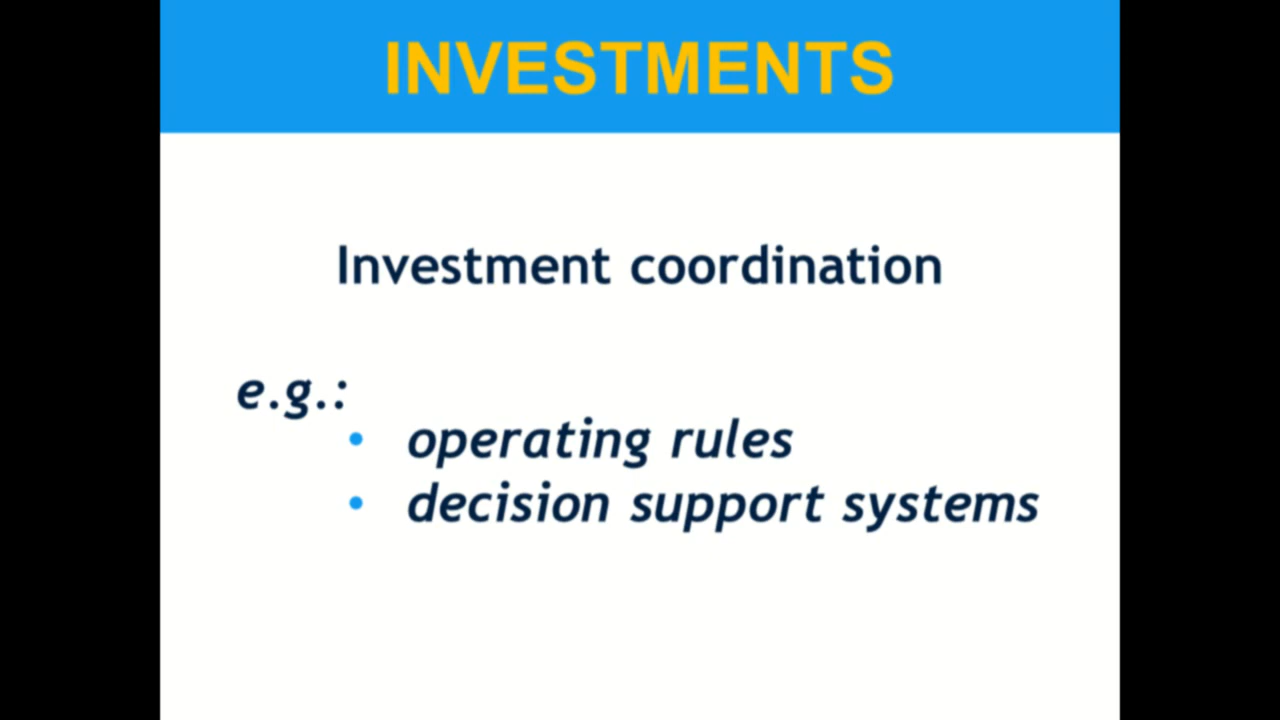 INVESTMENTS
Investment coordination
e.g.:
• operating rules
• decision support systems